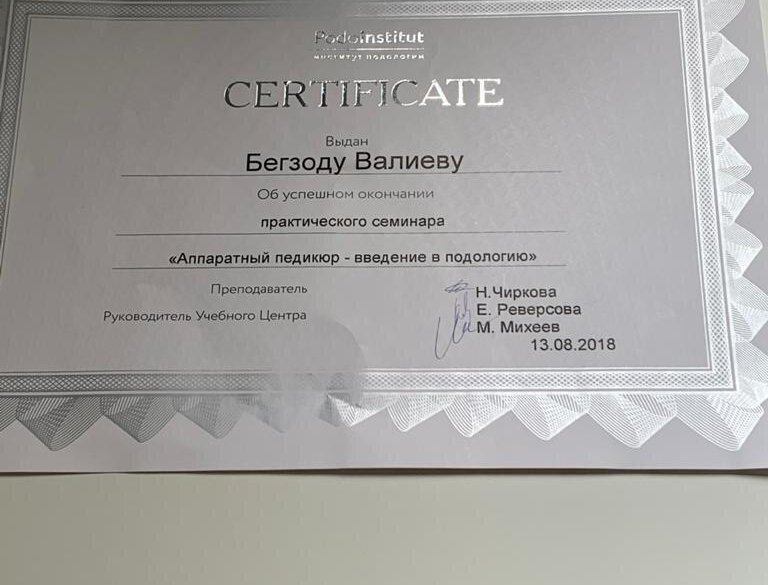 PodoInstitut
институт подологии
CERTIFICATE
Выдан
Бегзоду Валиеву
Об успешном окончании
практического семинара
«Аппаратный педикюр - введение в подологию»
Преподаватель
Н.Чиркова
Е. Реверсова
Руководитель Учебного Центра
М. Михеев
13.08.2018